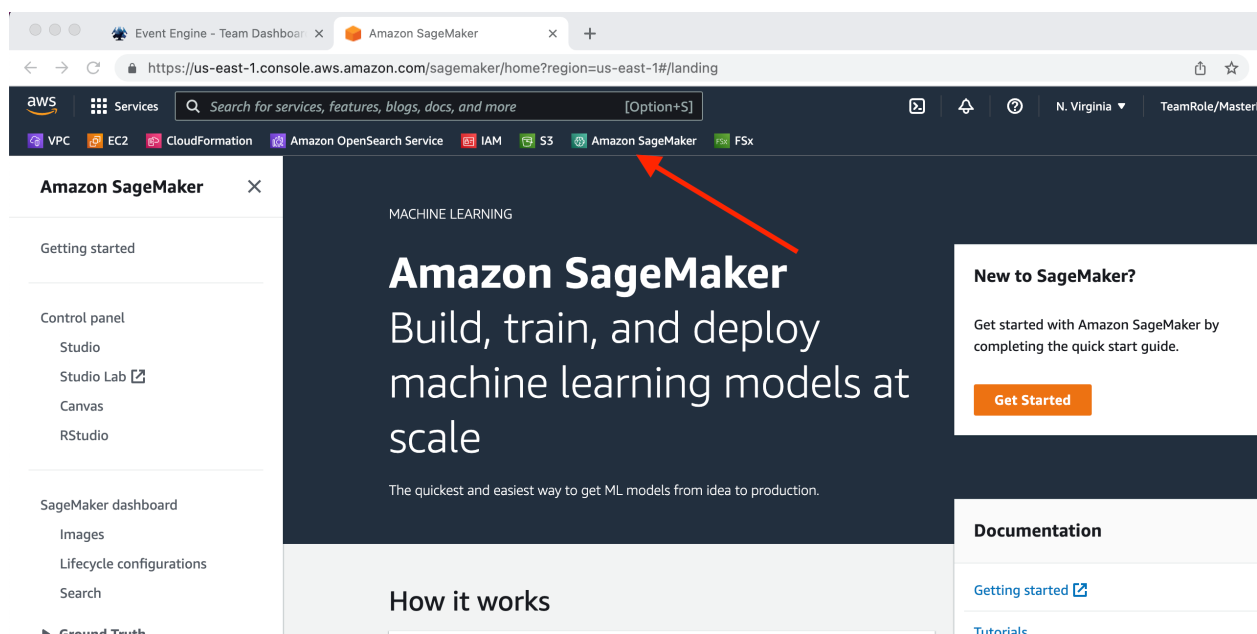 Event Engine - Team Dashboar
Amazon SageMaker
https://us-east-1.console.aws.amazon.com/sagemaker/home?region=us-east-1#/landing
aws
Services
Search for services, features, blogs, docs, and more
[Option+S]
N. Virginia ▼
TeamRole/Master
VPC
EC2
CloudFormation
Amazon OpenSearch Service
IAM
S3
Amazon SageMaker
FSx FSx
Amazon SageMaker
Getting started
Control panel
Studio
Studio Lab
Canvas
RStudio
SageMaker dashboard
Images
Lifecycle configurations
Search
Ground Truth
MACHINE LEARNING
Amazon SageMaker
Build, train, and deploy
machine learning models at
scale
The quickest and easiest way to get ML models from idea to production.
How it works
New to SageMaker?
Get started with Amazon SageMaker by
completing the quick start guide.
Get Started
Documentation
Getting started
Tutorials